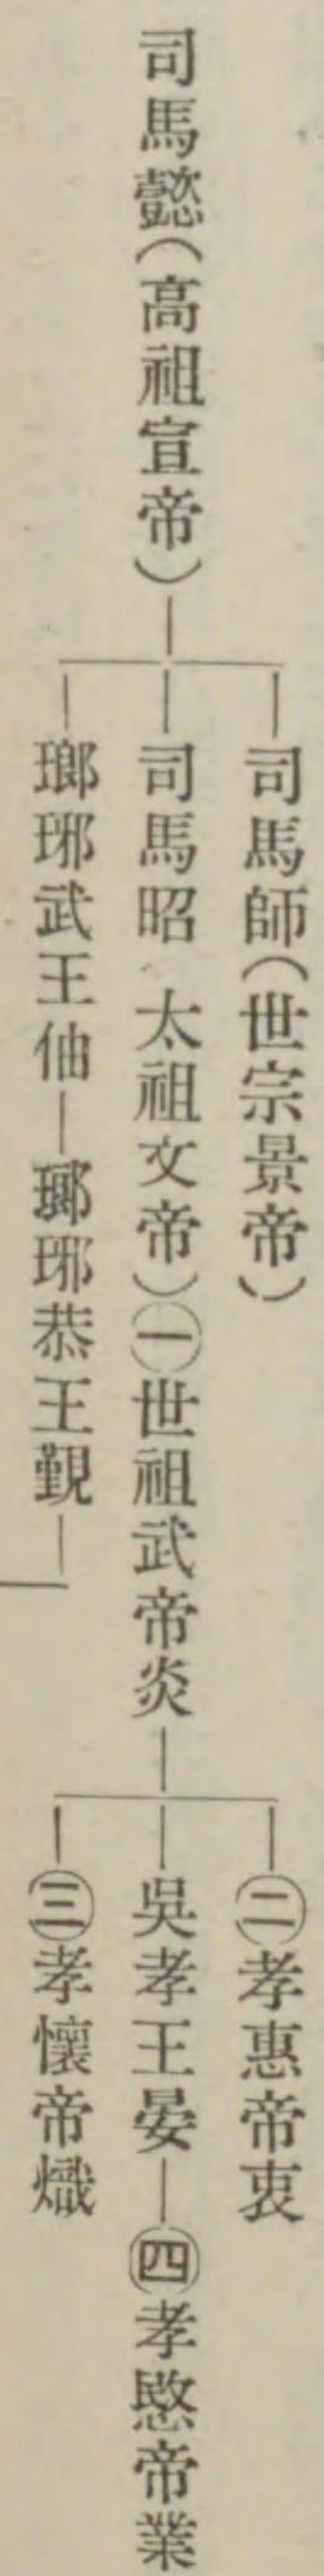 司馬懿(高祖宣帝)
司馬師(世宗景帝)
司馬昭 太祖文帝)㊀世祖武帝炎
瑯琊武王伷—瑯琊恭王覲
㊁孝惠帝衷
吳孝王晏—㊃孝愍帝業
㊂孝懷帝熾